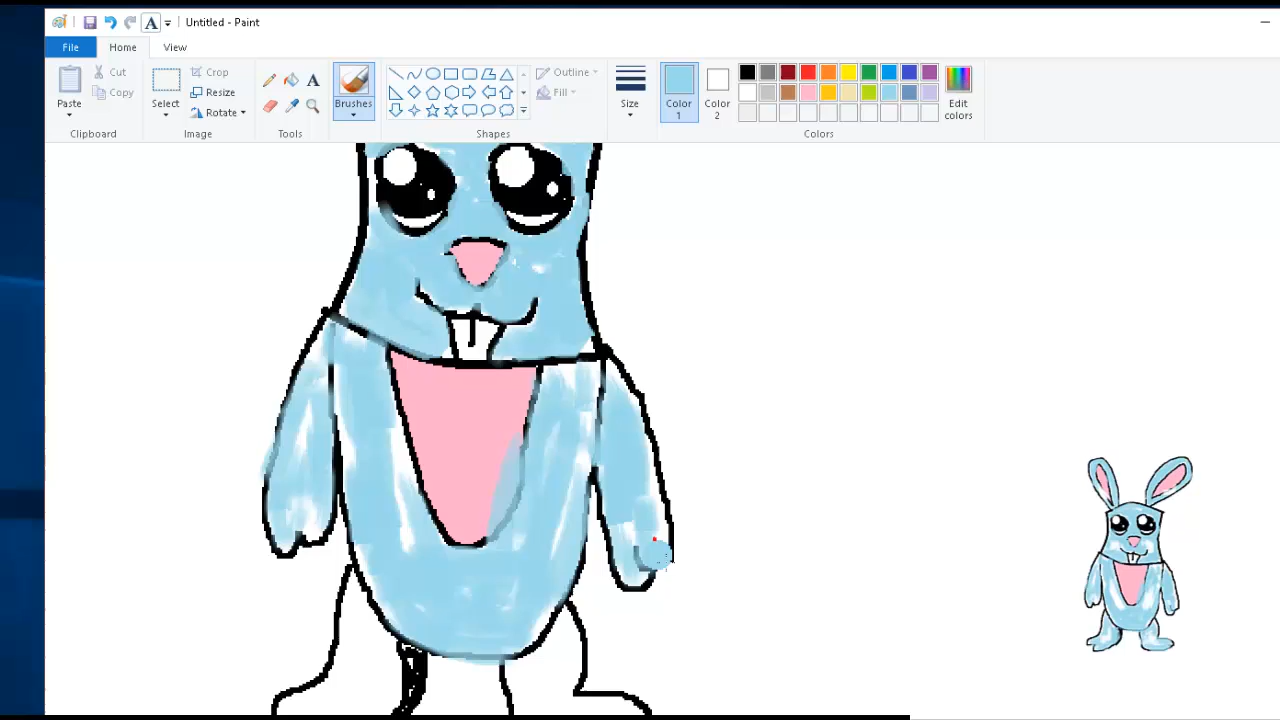 A Untitled - Paint
File Home View
Paste Cut Copy
Select Crop Resize Rotate
A
Brushes
Outline
Fill
Size
Color 1
Color 2
Edit colors
Clipboard Image Tools Shapes Colors